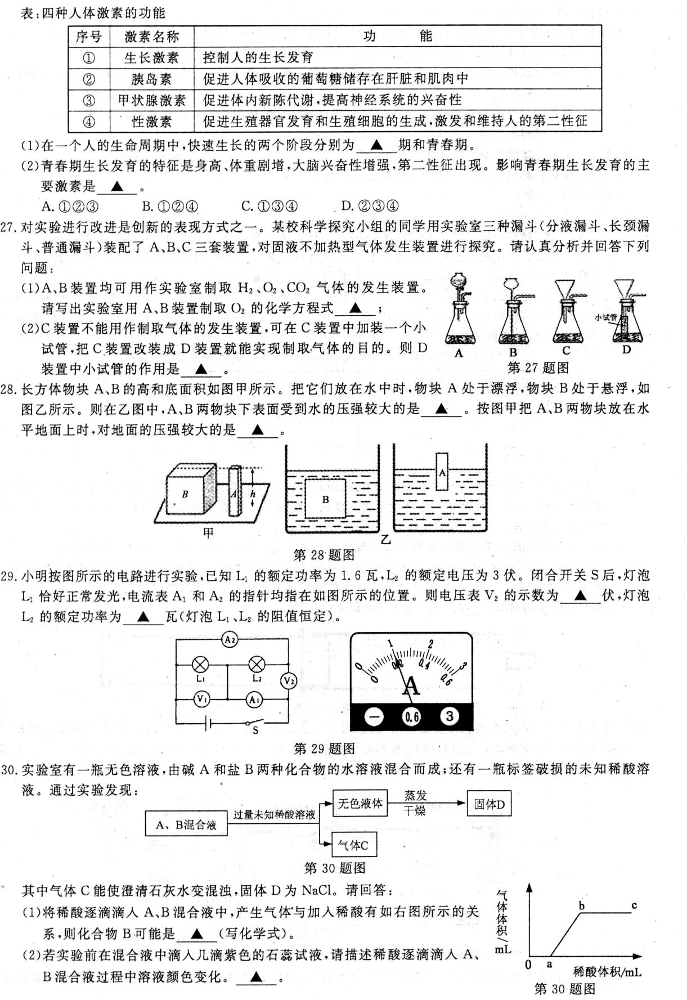 表:四种人体激素的功能
序号 激素名称 功 能
① 生长激素 控制人的生长发育
② 胰岛素 促进人体吸收的葡萄糖储存在肝脏和肌肉中
③ 甲状腺激素 促进体内新陈代谢,提高神经系统的兴奋性
④ 性激素 促进生殖器官发育和生殖细胞的生成,激发和维持人的第二性征
(1)在一个人的生命周期中,快速生长的两个阶段分别为 ▲ 期和青春期。
(2)青春期生长发育的特征是身高、体重剧增,大脑兴奋性增强,第二性征出现。影响青春期生长发育的主
要激素是 ▲ 。
A. ①②③ B. ①②④ C. ①③④ D. ②③④
27. 对实验进行改进是创新的表现方式之一。某校科学探究小组的同学用实验室三种漏斗(分液漏斗、长颈漏
斗、普通漏斗)装配了 A、B、C 三套装置,对固液不加热型气体发生装置进行探究。请认真分析并回答下列
问题:
(1)A、B装置均可用作实验室制取 H₂、O₂、CO₂ 气体的发生装置。
请写出实验室用 A、B装置制取 O₂ 的化学方程式 ▲ ;
(2)C装置不能用作制取气体的发生装置,可在C装置中加装一个小
试管,把C装置改装成D装置就能实现制取气体的目的。则D
装置中小试管的作用是 ▲ 。
小试管
A B C D
第 27 题图
28. 长方体物块 A、B的高和底面积如图甲所示。把它们放在水中时,物块 A 处于漂浮,物块 B 处于悬浮,如
图乙所示。则在乙图中,A、B两物块下表面受到水的压强较大的是 ▲ 。按图甲把 A、B两物块放在水
平地面上时,对地面的压强较大的是 ▲ 。
B A h
甲
B
A
乙
第 28 题图
29. 小明按图所示的电路进行实验,已知 L₁ 的额定功率为 1.6 瓦,L₂ 的额定电压为 3 伏。闭合开关 S 后,灯泡
L₁ 恰好正常发光,电流表 A₁ 和 A₂ 的指针均指在如图所示的位置。则电压表 V₂ 的示数为 ▲ 伏,灯泡
L₂ 的额定功率为 ▲ 瓦(灯泡 L₁、L₂ 的阻值恒定)。
A₂
L₁ L₂
V₂
V₁ A₁
S
0 1 2 3
0 0.2 0.4 0.6
A
— 0.6 3
第 29 题图
30. 实验室有一瓶无色溶液,由碱 A 和盐 B 两种化合物的水溶液混合而成;还有一瓶标签破损的未知稀酸溶
液。通过实验发现:
A、B混合液
过量未知稀酸溶液
无色液体
蒸发
干燥
固体D
气体C
第 30 题图
其中气体 C 能使澄清石灰水变混浊,固体 D 为 NaCl。请回答:
(1)将稀酸逐滴滴入 A、B混合液中,产生气体与加入稀酸有如右图所示的关
系,则化合物 B 可能是 ▲ (写化学式)。
(2)若实验前在混合液中滴入几滴紫色的石蕊试液,请描述稀酸逐滴滴入 A、
B混合液过程中溶液颜色变化。 ▲ 。
气体体积/mL
b c
0 a
稀酸体积/mL
第 30 题图